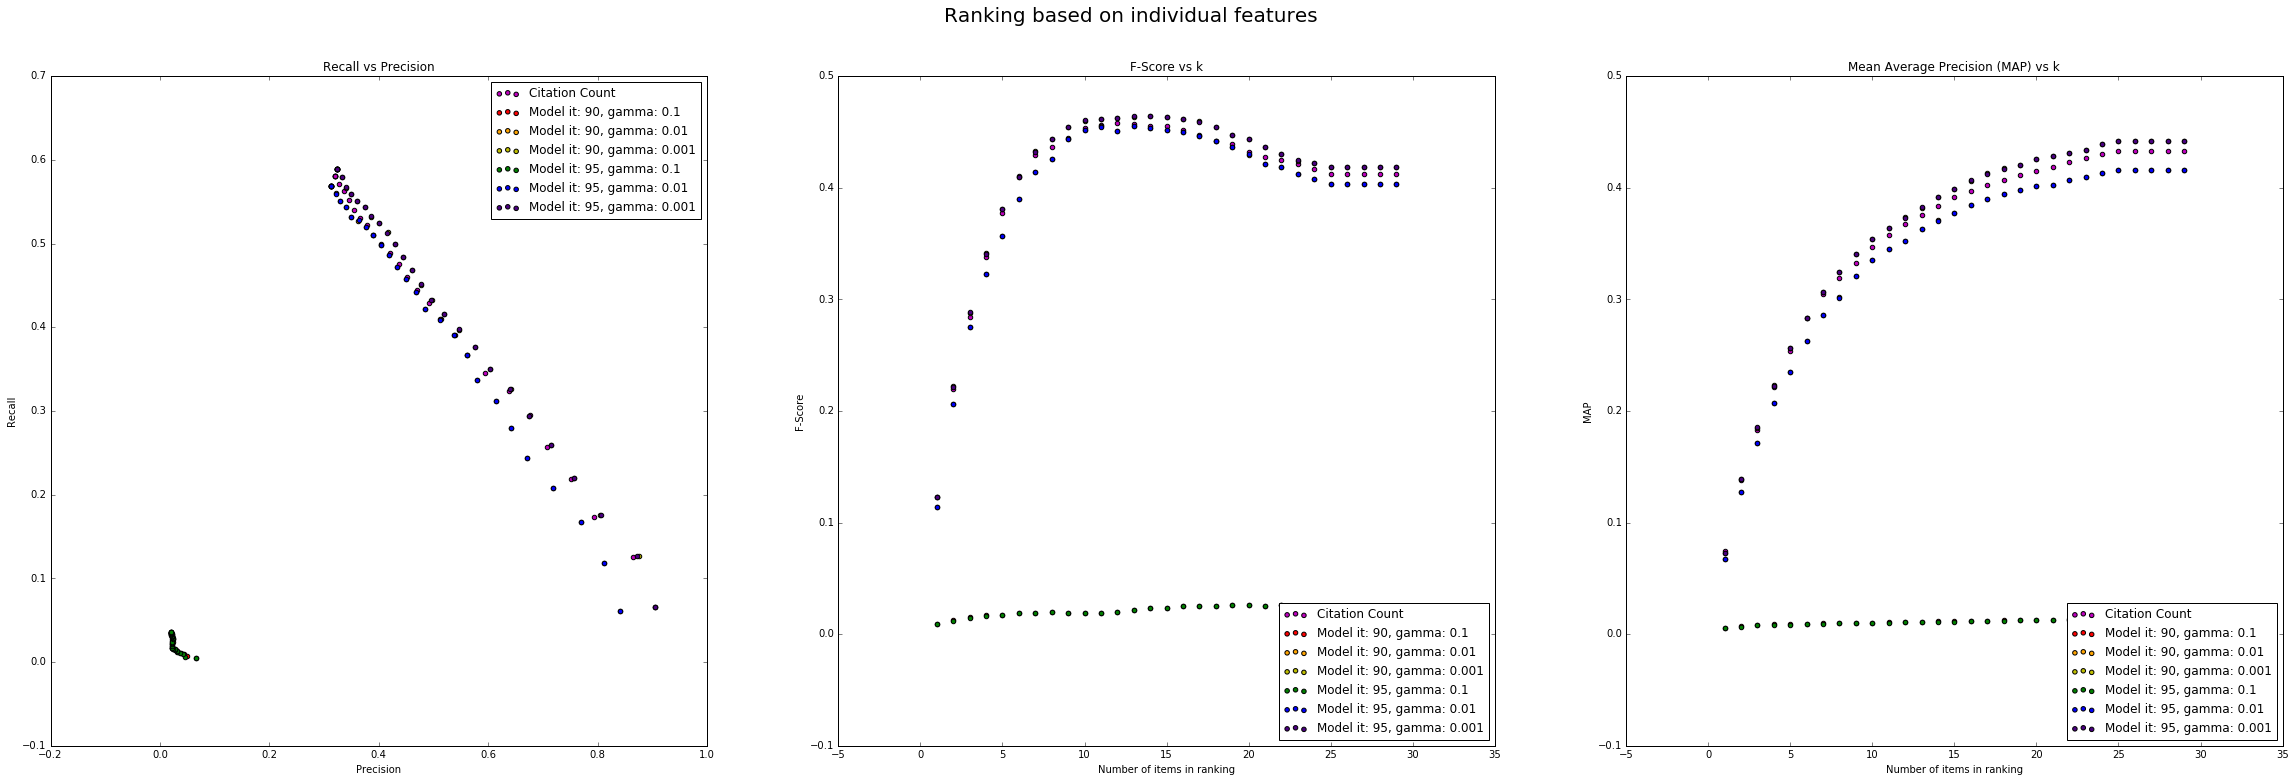 Ranking based on individual features
Recall vs Precision
0.7
0.6
0.5
0.4
0.3
0.2
0.1
0.0
−0.1
Recall
−0.2
0.0
0.2
0.4
0.6
0.8
1.0
Precision
Citation Count
Model it: 90, gamma: 0.1
Model it: 90, gamma: 0.01
Model it: 90, gamma: 0.001
Model it: 95, gamma: 0.1
Model it: 95, gamma: 0.01
Model it: 95, gamma: 0.001
F-Score vs k
0.5
0.4
0.3
0.2
0.1
0.0
−0.1
F-Score
−5
0
5
10
15
20
25
30
35
Number of items in ranking
Citation Count
Model it: 90, gamma: 0.1
Model it: 90, gamma: 0.01
Model it: 90, gamma: 0.001
Model it: 95, gamma: 0.1
Model it: 95, gamma: 0.01
Model it: 95, gamma: 0.001
Mean Average Precision (MAP) vs k
0.5
0.4
0.3
0.2
0.1
0.0
−0.1
MAP
−5
0
5
10
15
20
25
30
35
Number of items in ranking
Citation Count
Model it: 90, gamma: 0.1
Model it: 90, gamma: 0.01
Model it: 90, gamma: 0.001
Model it: 95, gamma: 0.1
Model it: 95, gamma: 0.01
Model it: 95, gamma: 0.001